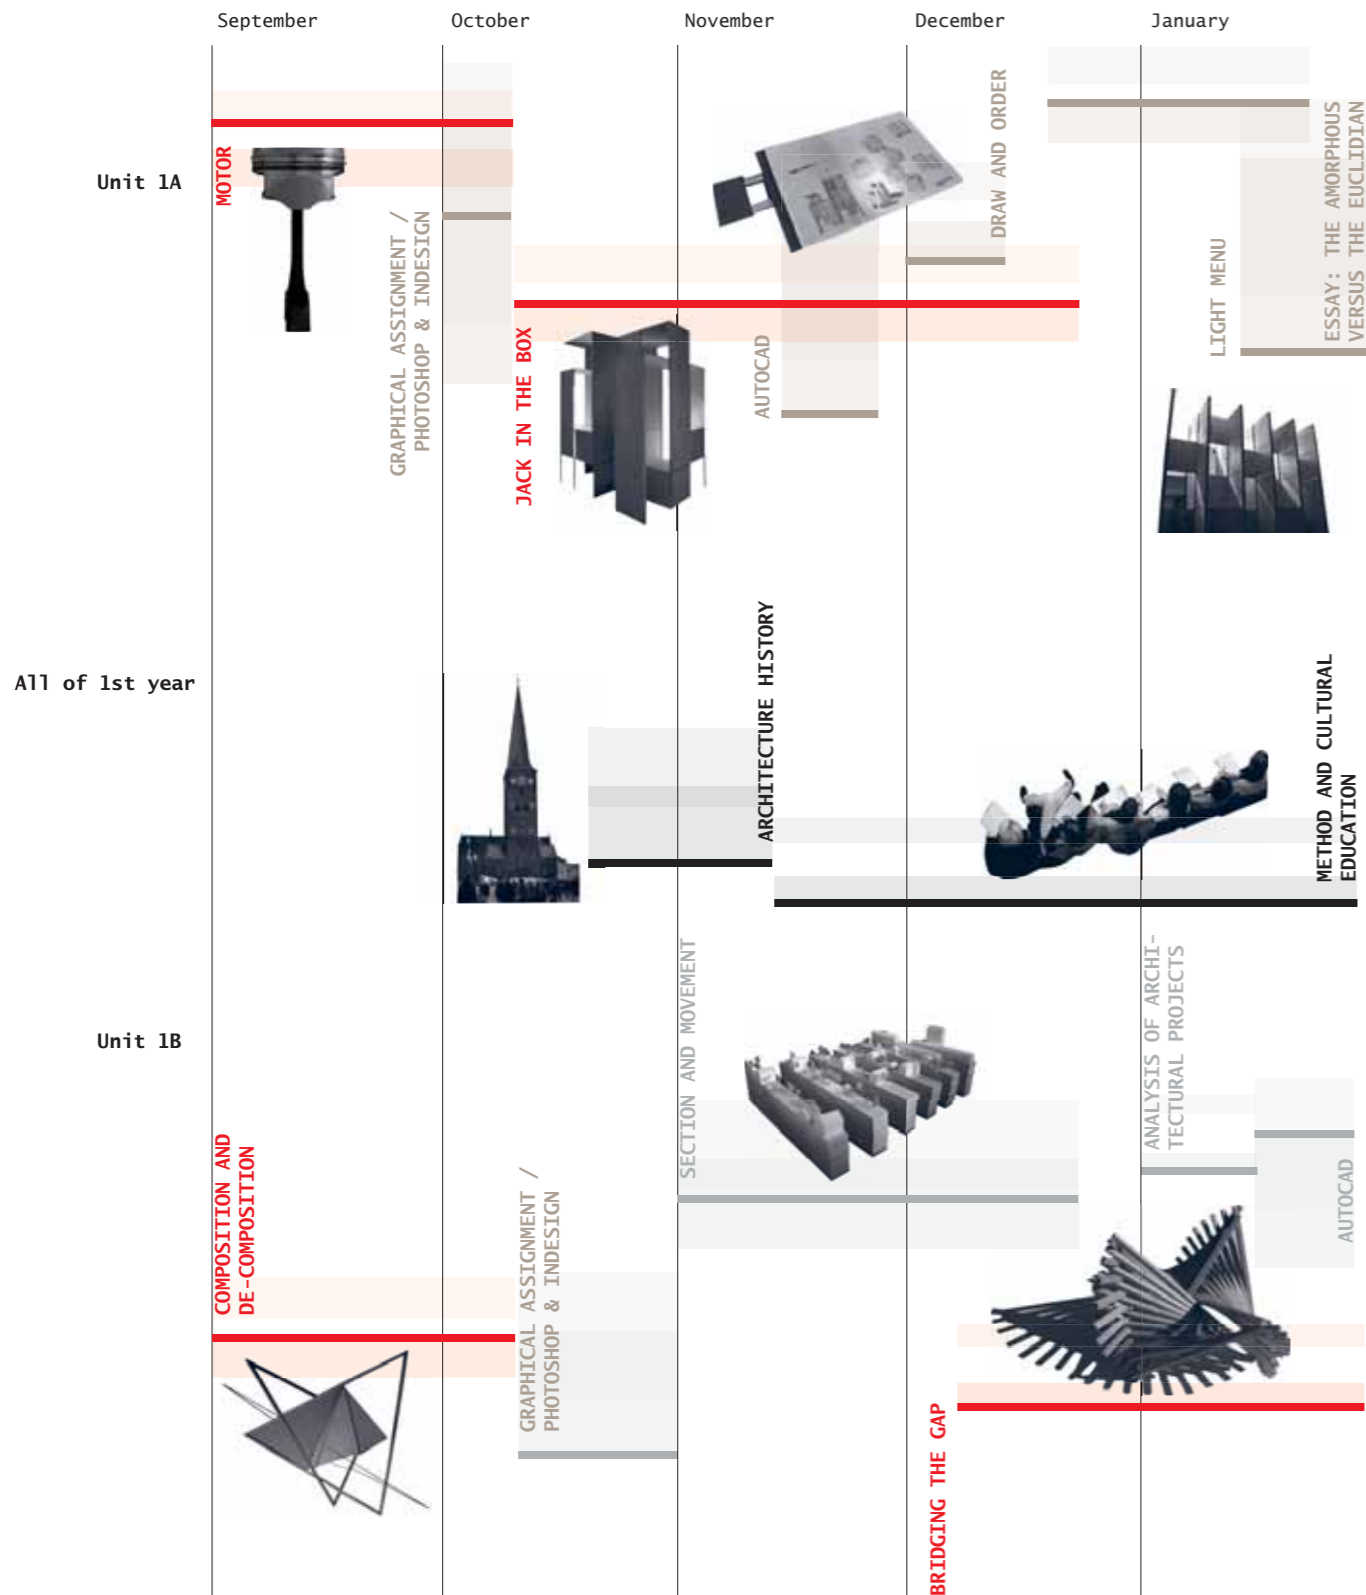 September
October
November
December
January
Unit 1A
MOTOR
GRAPHICAL ASSIGNMENT /
PHOTOSHOP & INDESIGN
JACK IN THE BOX
AUTOCAD
DRAW AND ORDER
LIGHT MENU
ESSAY: THE AMORPHOUS
VERSUS THE EUCLIDIAN
All of 1st year
ARCHITECTURE HISTORY
METHOD AND CULTURAL
EDUCATION
Unit 1B
COMPOSITION AND
DE-COMPOSITION
GRAPHICAL ASSIGNMENT /
PHOTOSHOP & INDESIGN
SECTION AND MOVEMENT
BRIDGING THE GAP
ANALYSIS OF ARCHI-
TECTURAL PROJECTS
AUTOCAD